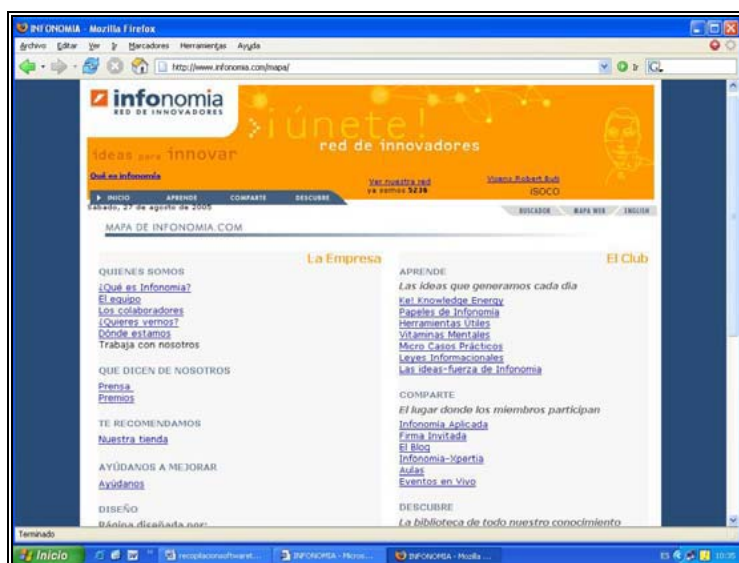 INFONOMIA - Mozilla Firefox
Archivo Editar Ver Ir Marcadores Herramientas Ayuda
http://www.infonomia.com/mapa/ Ir
infonomia
RED DE INNOVADORES
¡únete!
red de innovadores
ideas para innovar
Qué es infonomia
Ver nuestra red
ya somos 5236
ISOCO
INICIO APRENDE COMPARTE DESCUBRE
Sábado, 27 de agosto de 2005
BUSCADOR MAPA WEB ENGLISH
MAPA DE INFONOMIA.COM
La Empresa
QUIENES SOMOS
¿Qué es Infonomia?
El equipo
Los colaboradores
¿Quieres vernos?
Dónde estamos
Trabaja con nosotros
QUE DICEN DE NOSOTROS
Prensa
Premios
TE RECOMENDAMOS
Nuestra tienda
AYÚDANOS A MEJORAR
Ayúdanos
DISEÑO
Página diseñada por:
El Club
APRENDE
Las ideas que generamos cada dia
Ke! Knowledge Energy
Papeles de Infonomia
Herramientas Útiles
Vitaminas Mentales
Micro Casos Prácticos
Leyes Informacionales
Las ideas-fuerza de Infonomia
COMPARTE
El lugar donde los miembros participan
Infonomia Aplicada
Firma Invitada
El Blog
Infonomia-Xpertia
Aulas
Eventos en Vivo
DESCUBRE
La biblioteca de todo nuestro conocimiento
Terminado
Inicio
INFONOMIA - Micros...
INFONOMIA - Mozilla ...
ES
10:35